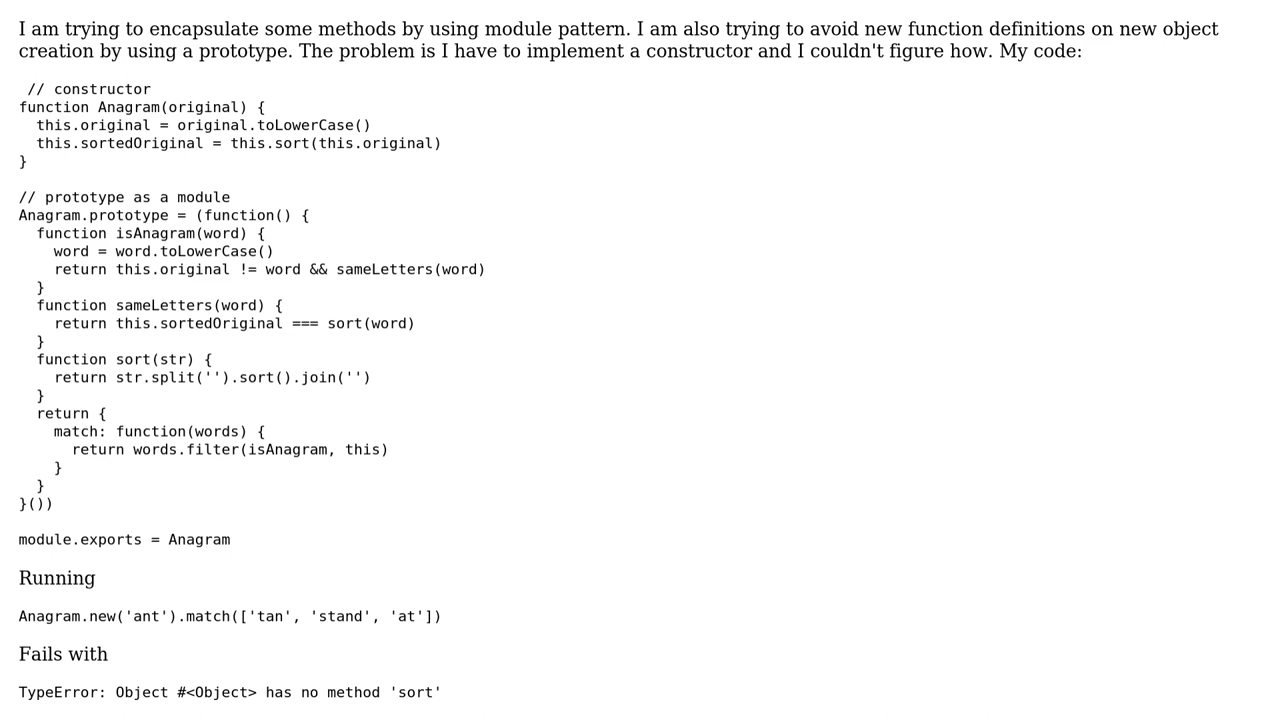 I am trying to encapsulate some methods by using module pattern. I am also trying to avoid new function definitions on new object
creation by using a prototype. The problem is I have to implement a constructor and I couldn't figure how. My code:
 // constructor
function Anagram(original) {
  this.original = original.toLowerCase()
  this.sortedOriginal = this.sort(this.original)
}

// prototype as a module
Anagram.prototype = (function() {
  function isAnagram(word) {
    word = word.toLowerCase()
    return this.original != word && sameLetters(word)
  }
  function sameLetters(word) {
    return this.sortedOriginal === sort(word)
  }
  function sort(str) {
    return str.split('').sort().join('')
  }
  return {
    match: function(words) {
      return words.filter(isAnagram, this)
    }
  }
}())

module.exports = Anagram
Running
Anagram.new('ant').match(['tan', 'stand', 'at'])
Fails with
TypeError: Object #<Object> has no method 'sort'